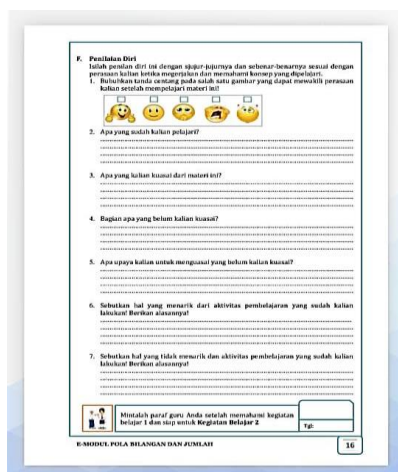 F. Penilaian Diri
Isilah penilan diri ini dengan sjujur-jujurnya dan sebenar-benarnya sesuai dengan
perasaan kalian ketika mengerjakan dan memahami konsep yang dipelajari.
1. Bubuhkan tanda centang pada salah satu gambar yang dapat mewakili perasaan
kalian setelah mempelajari materi ini!
2. Apa yang sudah kalian pelajari?
3. Apa yang kalian kuasai dari materi ini?
4. Bagian apa yang belum kalian kuasai?
5. Apa upaya kalian untuk menguasai yang belum kalian kuasai?
6. Sebutkan hal yang menarik dari aktivitas pembelajaran yang sudah kalian
lakukan! Berikan alasannya!
7. Sebutkan hal yang tidak menarik dan aktivitas pembelajaran yang sudah kalian
lakukan! Berikan alasannya!
Mintalah paraf guru Anda setelah memahami kegiatan
belajar 1 dan siap untuk Kegiatan Belajar 2
Tgl:
E-MODUL POLA BILANGAN DAN JUMLAH
16